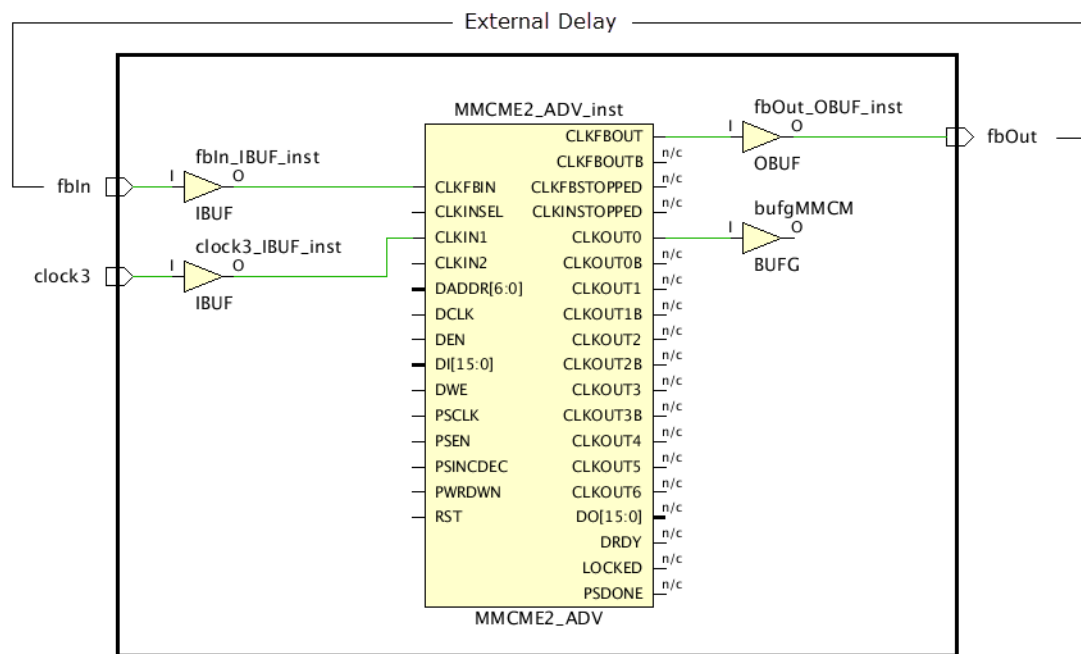 External Delay
MMCME2_ADV_inst
fbOut_OBUF_inst
CLKFBOUT
I
O
fbOut
OBUF
CLKFBOUTB
n/c
fbIn_IBUF_inst
fbIn
I
O
IBUF
CLKFBIN
CLKFBSTOPPED
n/c
CLKINSEL
CLKINSTOPPED
n/c
bufgMMCM
clock3_IBUF_inst
CLKIN1
CLKOUT0
I
O
BUFG
clock3
I
O
IBUF
CLKIN2
CLKOUT0B
n/c
DADDR[6:0]
CLKOUT1
n/c
DCLK
CLKOUT1B
n/c
DEN
CLKOUT2
n/c
DI[15:0]
CLKOUT2B
n/c
DWE
CLKOUT3
n/c
PSCLK
CLKOUT3B
n/c
PSEN
CLKOUT4
n/c
PSINCDEC
CLKOUT5
n/c
PWRDWN
CLKOUT6
n/c
RST
DO[15:0]
n/c
DRDY
n/c
LOCKED
n/c
PSDONE
n/c
MMCME2_ADV